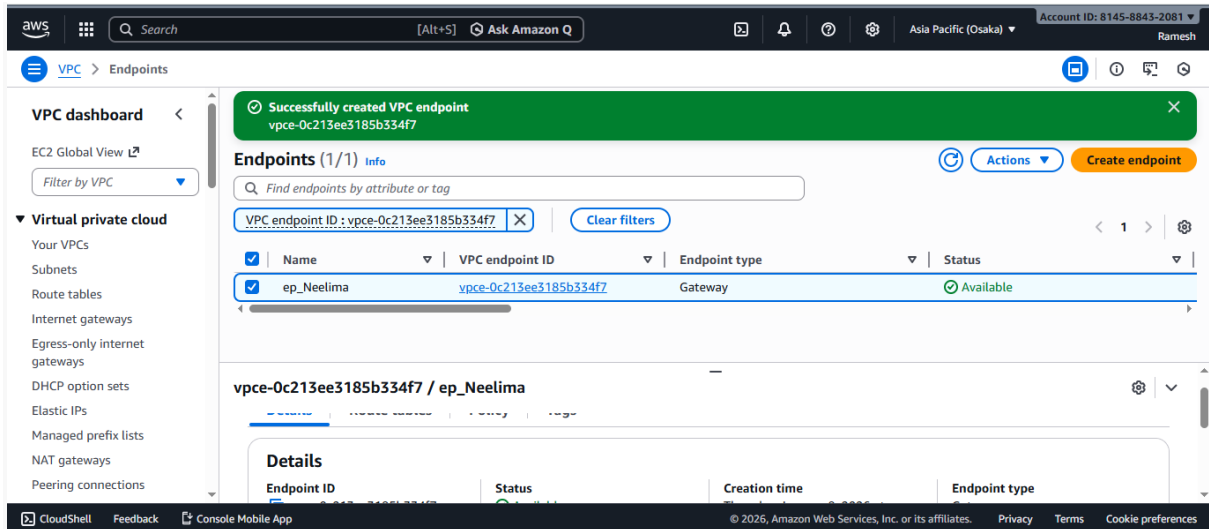 aws
Search
[Alt+S]
Ask Amazon Q
Asia Pacific (Osaka) ▼
Account ID: 8145-8843-2081 ▼
Ramesh
VPC > Endpoints
VPC dashboard
EC2 Global View
Filter by VPC
Virtual private cloud
Your VPCs
Subnets
Route tables
Internet gateways
Egress-only internet
gateways
DHCP option sets
Elastic IPs
Managed prefix lists
NAT gateways
Peering connections
Successfully created VPC endpoint
vpce-0c213ee3185b334f7
Endpoints (1/1) Info
Actions ▼
Create endpoint
Find endpoints by attribute or tag
VPC endpoint ID : vpce-0c213ee3185b334f7
Clear filters
1
Name VPC endpoint ID Endpoint type Status
ep_Neelima vpce-0c213ee3185b334f7 Gateway Available
vpce-0c213ee3185b334f7 / ep_Neelima
Details Route tables Policy Tags
Details
Endpoint ID Status Creation time Endpoint type
CloudShell Feedback Console Mobile App © 2026, Amazon Web Services, Inc. or its affiliates. Privacy Terms Cookie preferences